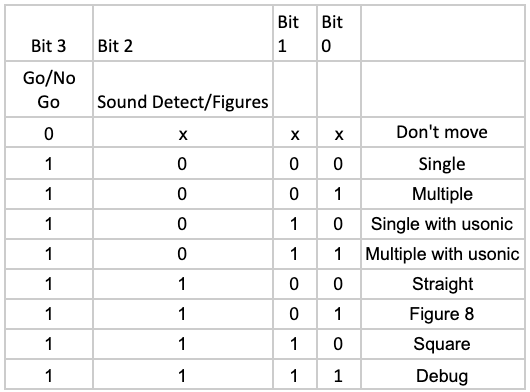 Bit 3 Bit 2 Bit 1 Bit 0
Go/No Go Sound Detect/Figures
0 x x x Don't move
1 0 0 0 Single
1 0 0 1 Multiple
1 0 1 0 Single with usonic
1 0 1 1 Multiple with usonic
1 1 0 0 Straight
1 1 0 1 Figure 8
1 1 1 0 Square
1 1 1 1 Debug